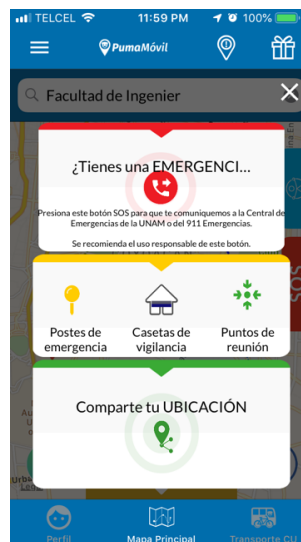 TELCEL 11:59 PM 100%
PumaMóvil
Facultad de Ingenier
¿Tienes una EMERGENCI...
Presiona este botón SOS para que te comuniquemos a la Central de
Emergencias de la UNAM o del 911 Emergencias.
Se recomienda el uso responsable de este botón.
SOS
Postes de Casetas de Puntos de
emergencia vigilancia reunión
Comparte tu UBICACIÓN
Perfil Mapa Principal Transporte CU